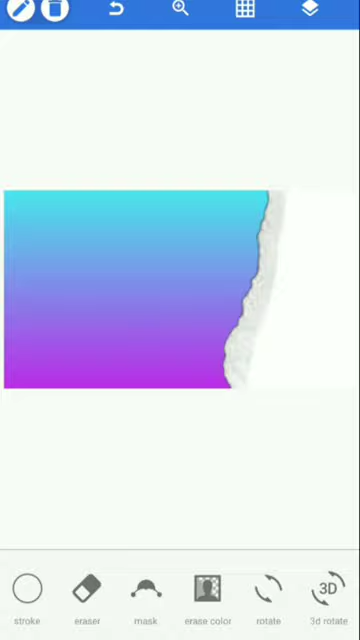 3D
stroke
eraser
mask
erase color
rotate
3d rotate